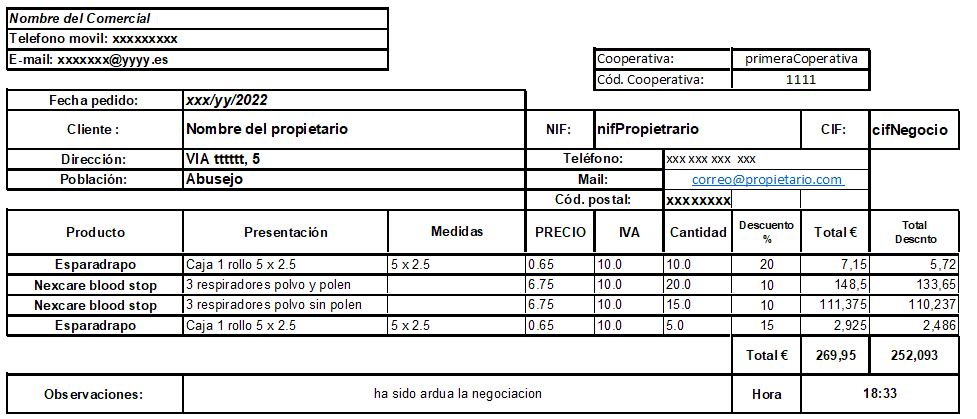 Nombre del Comercial
Telefono movil: xxxxxxxxx
E-mail: xxxxxxx@yyyy.es
Cooperativa: primeraCoperativa
Cód. Cooperativa: 1111
Fecha pedido: xxx/yy/2022
Cliente : Nombre del propietario NIF: nifPropietrario CIF: cifNegocio
Dirección: VIA tttttt, 5 Teléfono: xxx xxx xxx xxx
Población: Abusejo Mail: correo@propietario.com
Cód. postal: xxxxxxxx
Producto Presentación Medidas PRECIO IVA Cantidad Descuento % Total € Total Descnto
Esparadrapo Caja 1 rollo 5 x 2.5 5 x 2.5 0.65 10.0 10.0 20 7,15 5,72
Nexcare blood stop 3 respiradores polvo y polen 6.75 10.0 20.0 10 148,5 133,65
Nexcare blood stop 3 respiradores polvo sin polen 6.75 10.0 15.0 10 111,375 110,237
Esparadrapo Caja 1 rollo 5 x 2.5 5 x 2.5 0.65 10.0 5.0 15 2,925 2,486
Total € 269,95 252,093
Observaciones: ha sido ardua la negociacion Hora 18:33